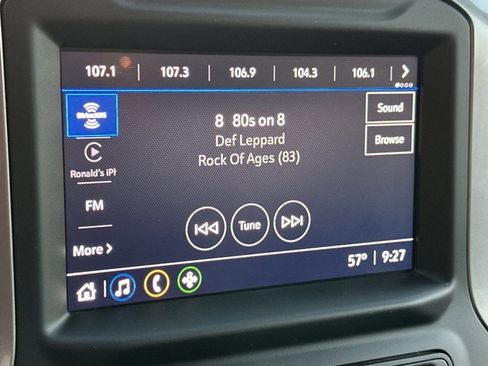 107.1 | 107.3 | 106.9 | 104.3 | 106.1 >
SiriusXM
8 80s on 8
Sound
Def Leppard
Browse
Rock Of Ages (83)
Ronald's iPh
FM
Tune
More >
57° | 9:27